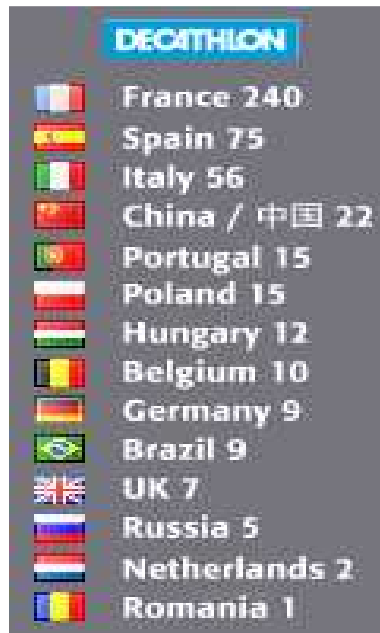 DECATHLON
France 240
Spain 75
Italy 56
China / 中国 22
Portugal 15
Poland 15
Hungary 12
Belgium 10
Germany 9
Brazil 9
UK 7
Russia 5
Netherlands 2
Romania 1